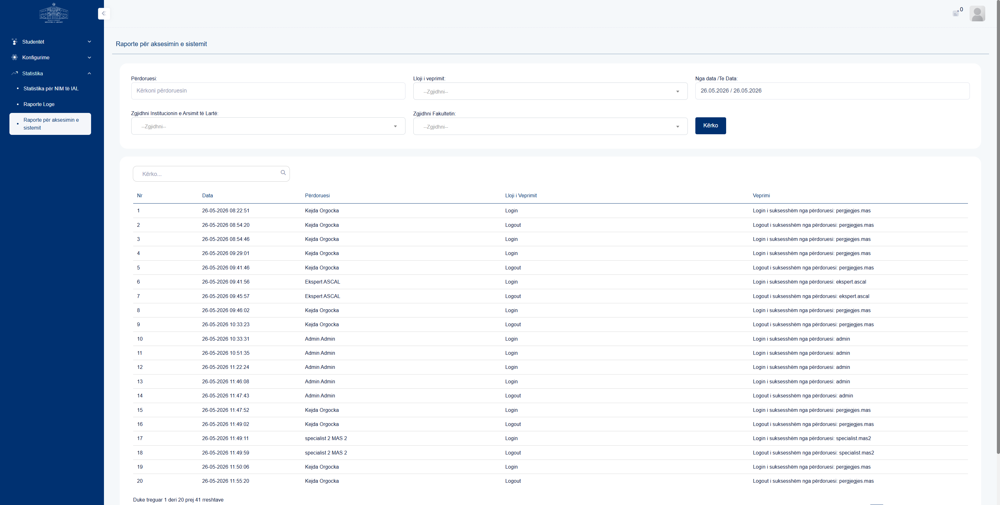 MINISTRIA E ARSIMIT
0
Studentët
Konfigurime
Statistika
Statistika për NIM të IAL
Raporte Loge
Raporte për aksesimin e
sistemit
Raporte për aksesimin e sistemit
Përdoruesi: Lloji i veprimit: Nga data /Te Data:
Kërkoni përdoruesin --Zgjidhni-- 26.05.2026 / 26.05.2026
Zgjidhni Institucionin e Arsimit të Lartë: Zgjidhni Fakultetin:
--Zgjidhni-- --Zgjidhni-- Kërko
Kërko...
Nr Data Përdoruesi Lloji i Veprimit Veprimi
1 26-05-2026 08:22:51 Kejda Orgocka Login Login i suksesshëm nga përdoruesi: pergjegjes.mas
2 26-05-2026 08:54:20 Kejda Orgocka Logout Logout i suksesshëm nga përdoruesi: pergjegjes.mas
3 26-05-2026 08:54:46 Kejda Orgocka Login Login i suksesshëm nga përdoruesi: pergjegjes.mas
4 26-05-2026 09:29:01 Kejda Orgocka Login Login i suksesshëm nga përdoruesi: pergjegjes.mas
5 26-05-2026 09:41:46 Kejda Orgocka Logout Logout i suksesshëm nga përdoruesi: pergjegjes.mas
6 26-05-2026 09:41:56 Ekspert ASCAL Login Login i suksesshëm nga përdoruesi: ekspert.ascal
7 26-05-2026 09:45:57 Ekspert ASCAL Logout Logout i suksesshëm nga përdoruesi: ekspert.ascal
8 26-05-2026 09:46:02 Kejda Orgocka Login Login i suksesshëm nga përdoruesi: pergjegjes.mas
9 26-05-2026 10:33:23 Kejda Orgocka Logout Logout i suksesshëm nga përdoruesi: pergjegjes.mas
10 26-05-2026 10:33:31 Admin Admin Login Login i suksesshëm nga përdoruesi: admin
11 26-05-2026 10:51:35 Admin Admin Login Login i suksesshëm nga përdoruesi: admin
12 26-05-2026 11:22:24 Admin Admin Login Login i suksesshëm nga përdoruesi: admin
13 26-05-2026 11:46:08 Admin Admin Login Login i suksesshëm nga përdoruesi: admin
14 26-05-2026 11:47:43 Admin Admin Logout Logout i suksesshëm nga përdoruesi: admin
15 26-05-2026 11:47:52 Kejda Orgocka Login Login i suksesshëm nga përdoruesi: pergjegjes.mas
16 26-05-2026 11:49:02 Kejda Orgocka Logout Logout i suksesshëm nga përdoruesi: pergjegjes.mas
17 26-05-2026 11:49:11 specialist 2 MAS 2 Login Login i suksesshëm nga përdoruesi: specialist.mas2
18 26-05-2026 11:49:59 specialist 2 MAS 2 Logout Logout i suksesshëm nga përdoruesi: specialist.mas2
19 26-05-2026 11:50:06 Kejda Orgocka Login Login i suksesshëm nga përdoruesi: pergjegjes.mas
20 26-05-2026 11:55:20 Kejda Orgocka Logout Logout i suksesshëm nga përdoruesi: pergjegjes.mas
Duke treguar 1 deri 20 prej 41 rreshtave